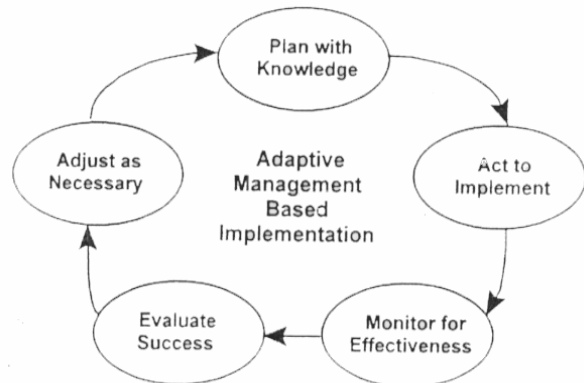 Plan with
Knowledge
Act to
Implement
Monitor for
Effectiveness
Evaluate
Success
Adjust as
Necessary
Adaptive
Management
Based
Implementation